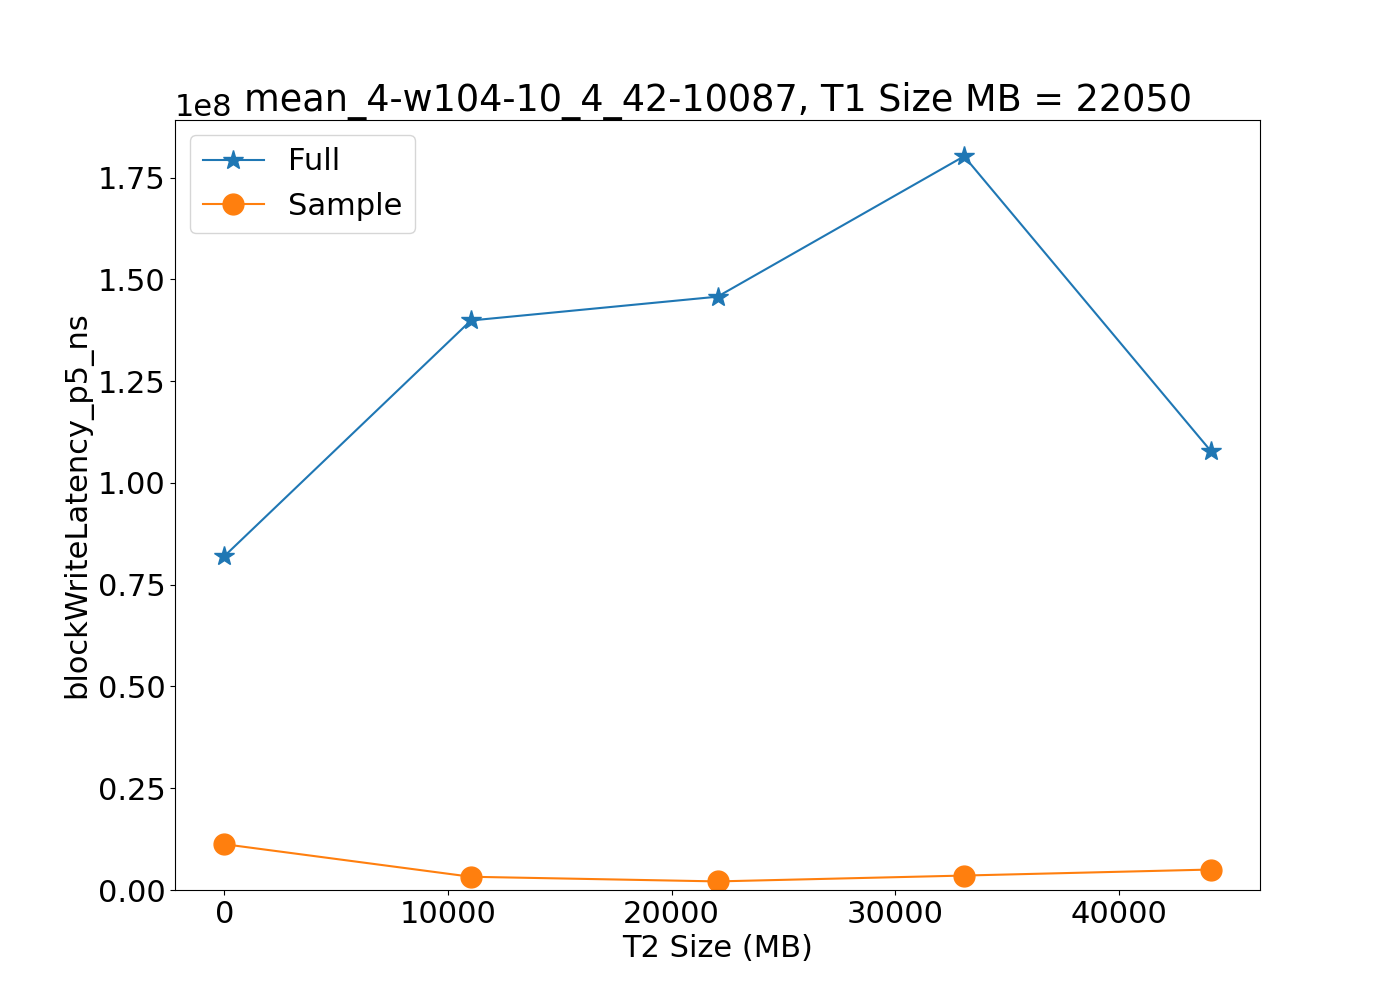 1e8
mean_4-w104-10_4_42-10087, T1 Size MB = 22050
Full
Sample
blockWriteLatency_p5_ns
1.75
1.50
1.25
1.00
0.75
0.50
0.25
0.00
0 10000 20000 30000 40000
T2 Size (MB)